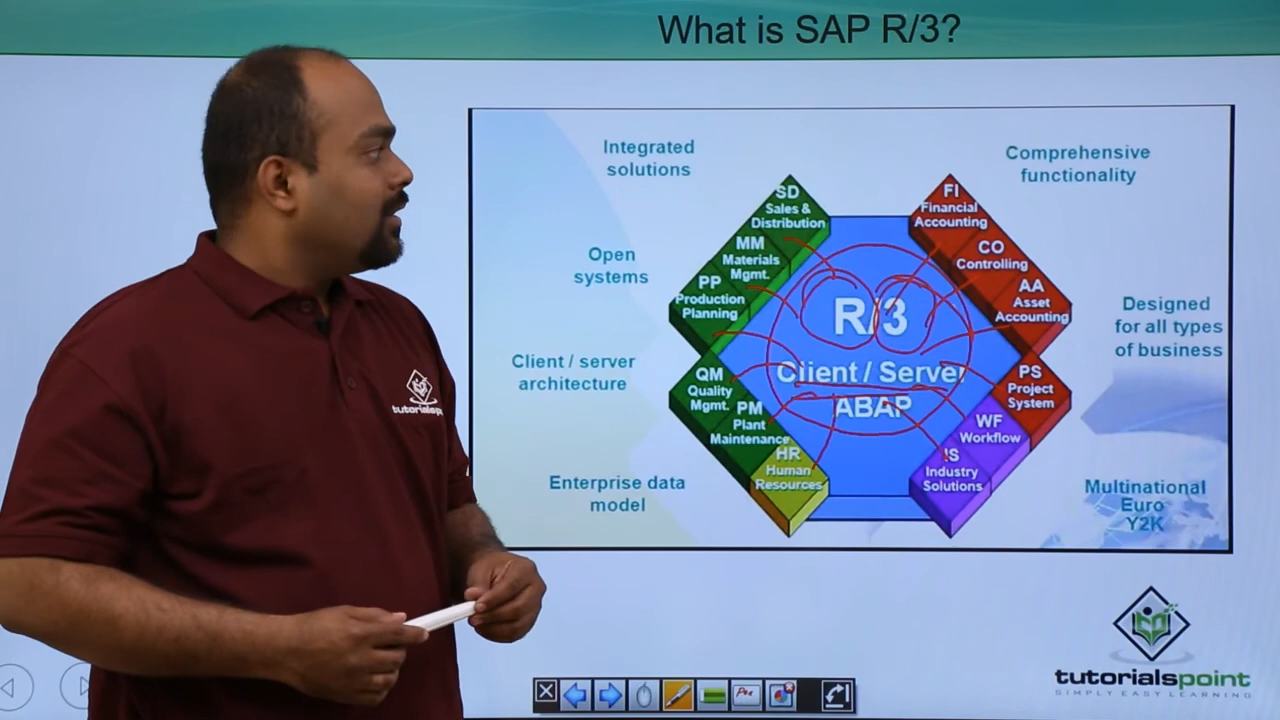 What is SAP R/3?
Integrated
solutions
Comprehensive
functionality
Open
systems
Client / server
architecture
Enterprise data
model
Designed
for all types
of business
Multinational
Euro
Y2K
SD
Sales &
Distribution
MM
Materials
Mgmt.
PP
Production
Planning
QM
Quality
Mgmt.
PM
Plant
Maintenance
HR
Human
Resources
R/3
Client / Server
ABAP
FI
Financial
Accounting
CO
Controlling
AA
Asset
Accounting
PS
Project
System
WF
Workflow
IS
Industry
Solutions
tutorialspoint
SIMPLY EASY LEARNING
tutorialsp